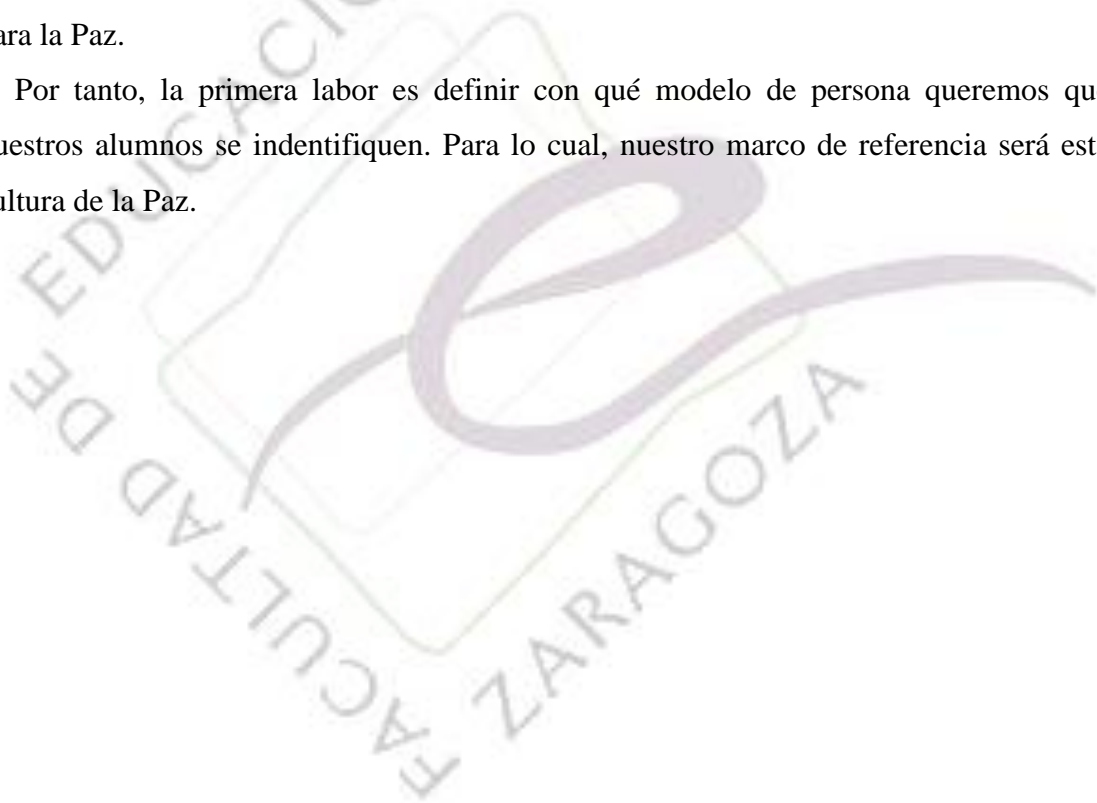 ara la Paz.
Por tanto, la primera labor es definir con qué modelo de persona queremos qu
uestros alumnos se indentifiquen. Para lo cual, nuestro marco de referencia será est
ultura de la Paz.
FACULTAD DE EDUCACIÓ
ZARAGOZA